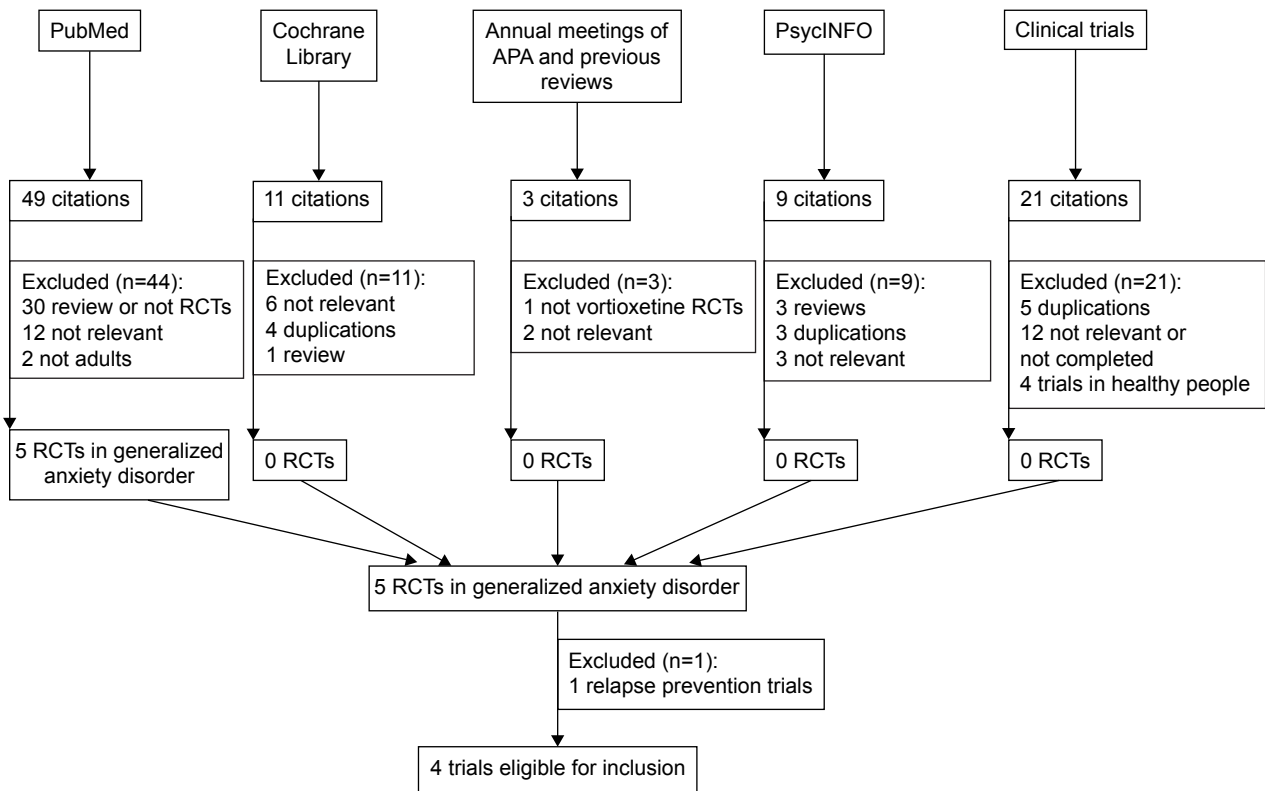 PubMed
Cochrane
Library
Annual meetings of
APA and previous
reviews
PsycINFO
Clinical trials
49 citations
11 citations
3 citations
9 citations
21 citations
Excluded (n=44):
30 review or not RCTs
12 not relevant
2 not adults
Excluded (n=11):
6 not relevant
4 duplications
1 review
Excluded (n=3):
1 not vortioxetine RCTs
2 not relevant
Excluded (n=9):
3 reviews
3 duplications
3 not relevant
Excluded (n=21):
5 duplications
12 not relevant or
not completed
4 trials in healthy people
5 RCTs in generalized
anxiety disorder
0 RCTs
0 RCTs
0 RCTs
0 RCTs
5 RCTs in generalized anxiety disorder
Excluded (n=1):
1 relapse prevention trials
4 trials eligible for inclusion